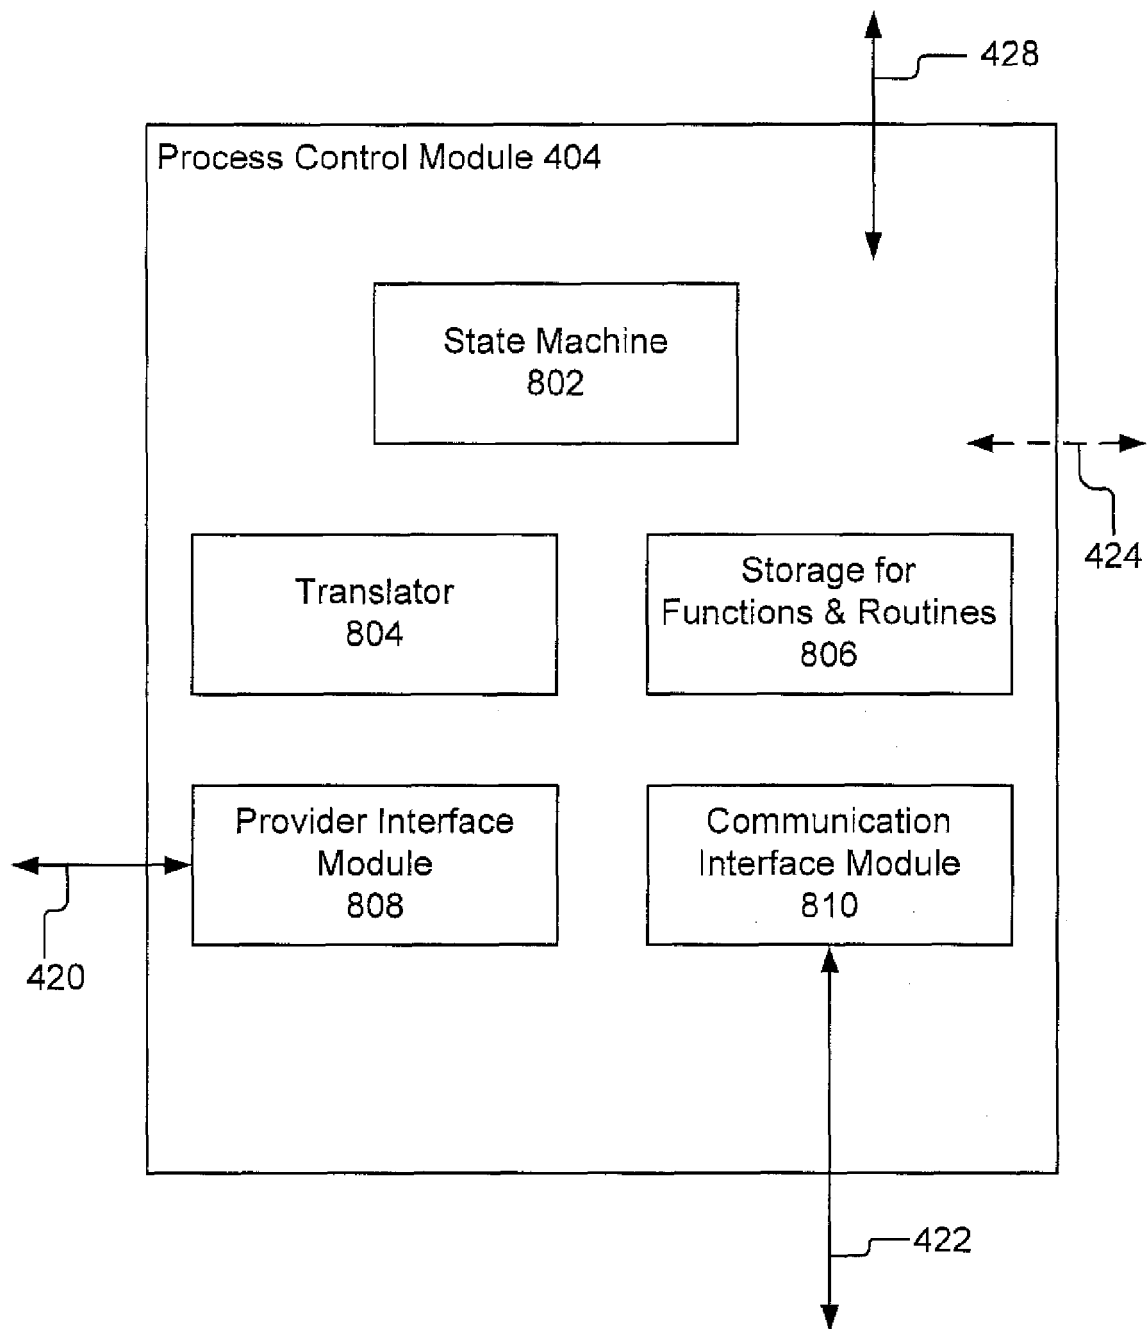 428
Process Control Module 404
State Machine
802
424
Translator
804
Storage for
Functions & Routines
806
Provider Interface
Module
808
Communication
Interface Module
810
420
422